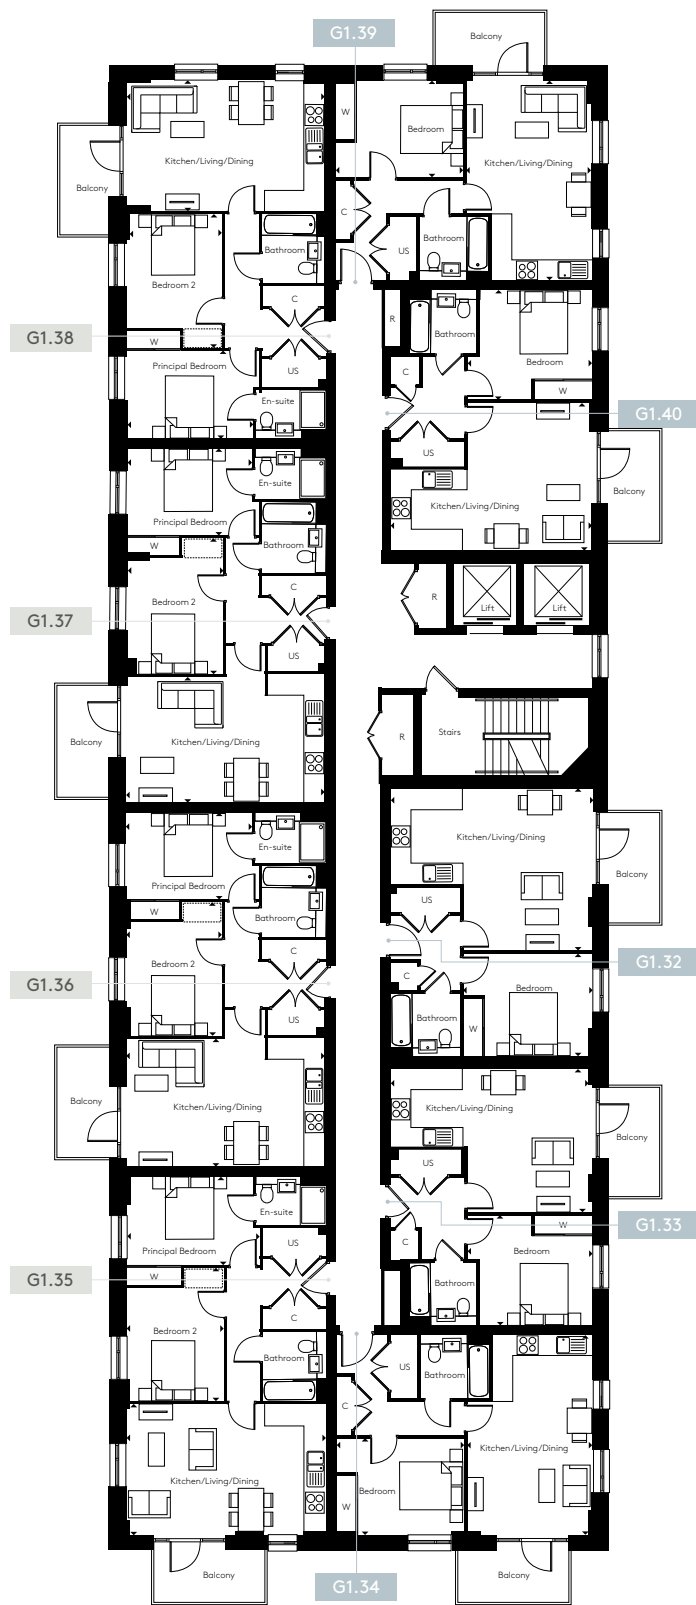 G1.39
Balcony
W
Bedroom
Kitchen/Living/Dining
Kitchen/Living/Dining
Balcony
C
US
Bathroom
Bathroom
Bedroom 2
C
R
Bathroom
G1.38
W
Principal Bedroom
US
C
Bedroom
W
En-suite
G1.40
US
En-suite
Balcony
Kitchen/Living/Dining
Principal Bedroom
W
Bathroom
C
R
Lift
Lift
Bedroom 2
G1.37
US
Balcony
Kitchen/Living/Dining
R
Stairs
Kitchen/Living/Dining
En-suite
Balcony
Principal Bedroom
US
W
Bathroom
C
G1.32
Bedroom 2
C
Bedroom
G1.36
US
Bathroom
W
Balcony
Kitchen/Living/Dining
Kitchen/Living/Dining
Balcony
US
En-suite
W
G1.33
US
C
Bedroom
Principal Bedroom
W
G1.35
Bathroom
C
Bedroom 2
Bathroom
US
Bathroom
C
Kitchen/Living/Dining
Kitchen/Living/Dining
Bedroom
W
Balcony
Balcony
G1.34